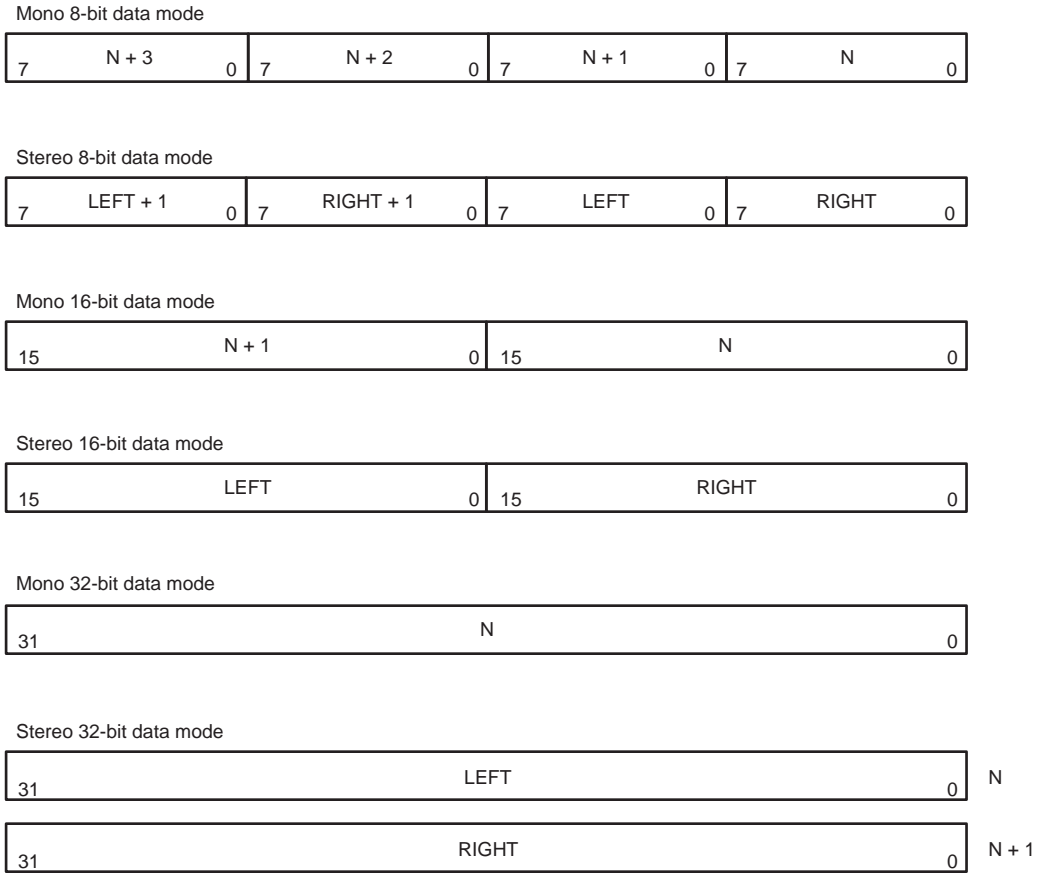 Mono 8-bit data mode
N + 3 N + 2 N + 1 N
7 0 7 0 7 0 7 0
Stereo 8-bit data mode
LEFT + 1 RIGHT + 1 LEFT RIGHT
7 0 7 0 7 0 7 0
Mono 16-bit data mode
N + 1 N
15 0 15 0
Stereo 16-bit data mode
LEFT RIGHT
15 0 15 0
Mono 32-bit data mode
N
31 0
Stereo 32-bit data mode
LEFT N
31 0
RIGHT N + 1
31 0